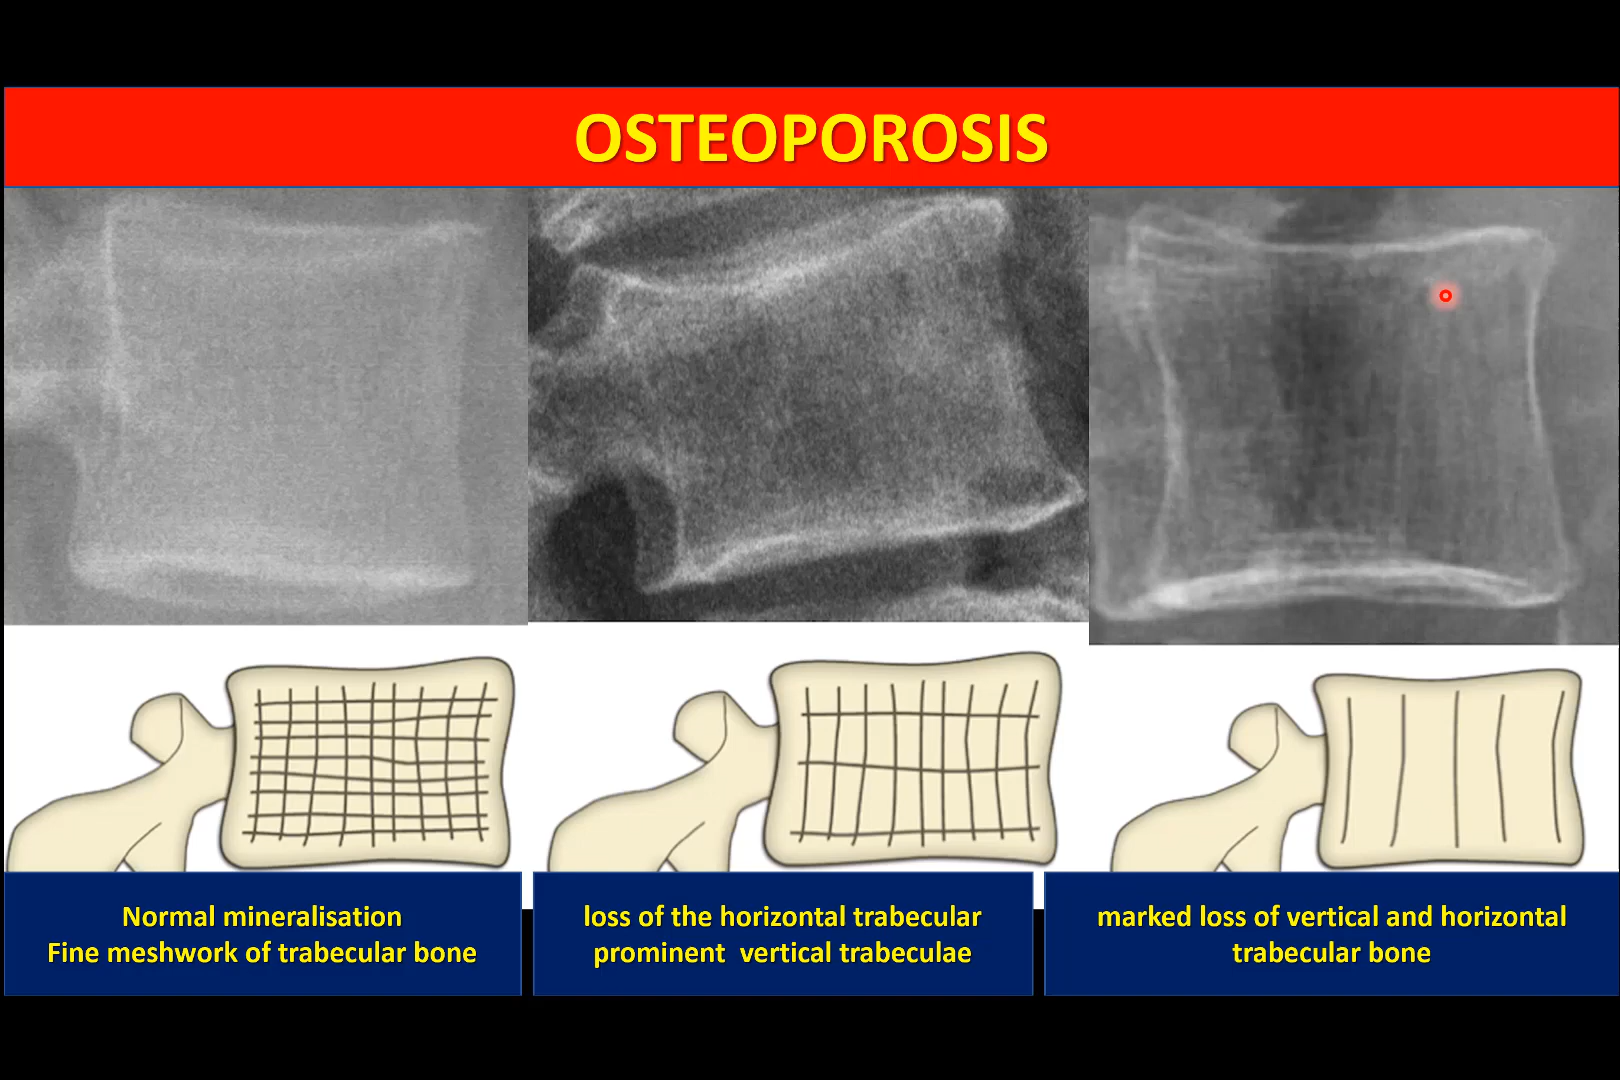 OSTEOPOROSIS
Normal mineralisation
Fine meshwork of trabecular bone
loss of the horizontal trabecular
prominent vertical trabeculae
marked loss of vertical and horizontal
trabecular bone